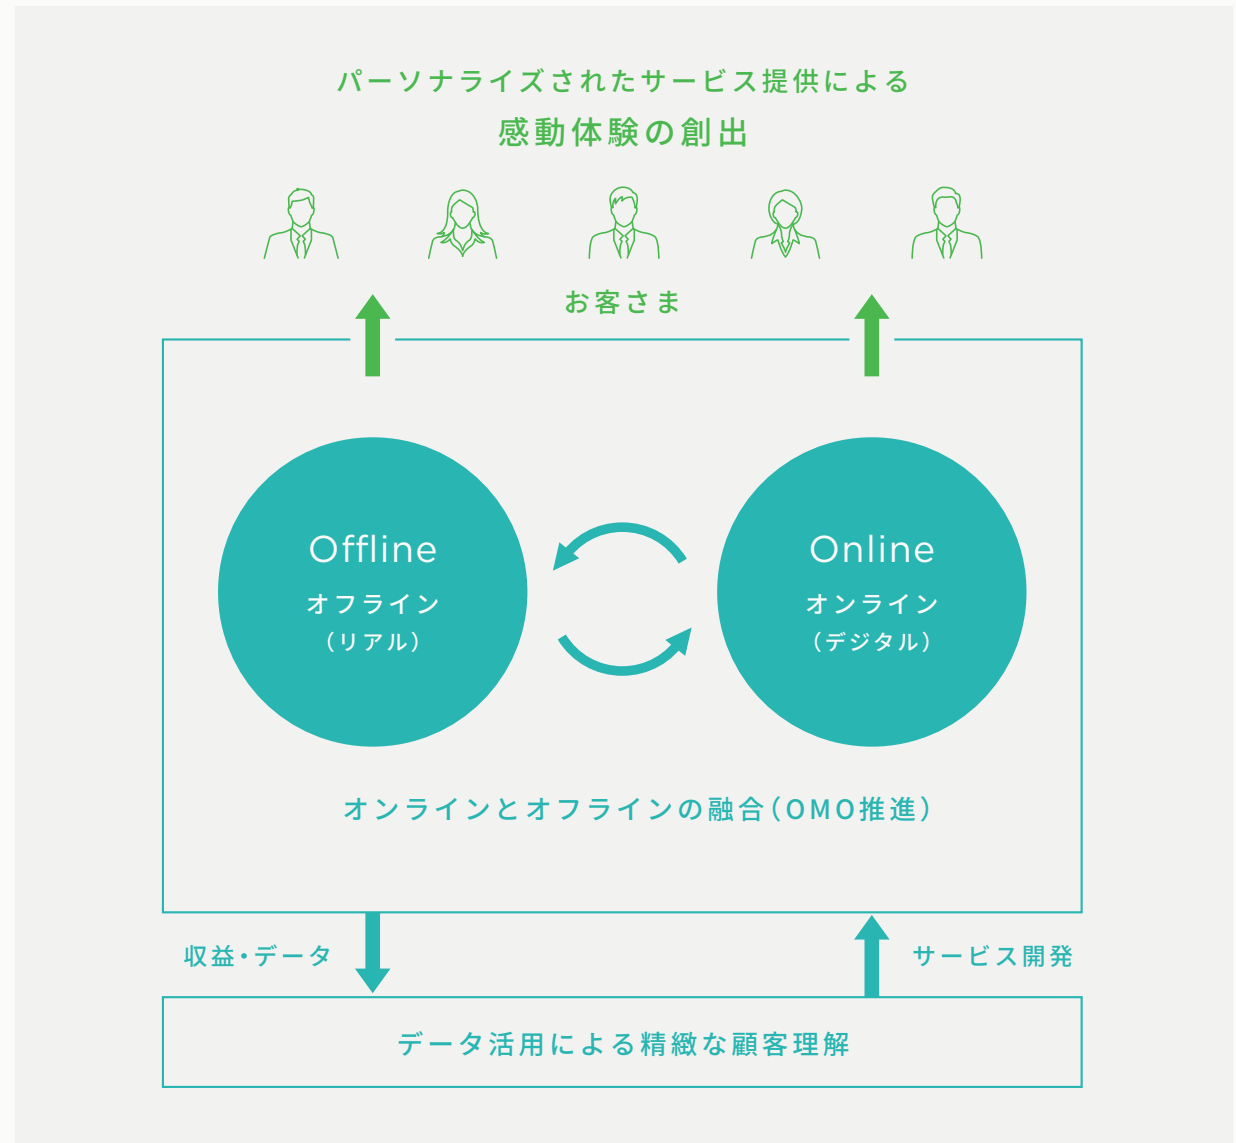 パーソナライズされたサービス提供による
感動体験の創出
お客さま
Offline
オフライン
（リアル）
Online
オンライン
（デジタル）
オンラインとオフラインの融合（OMO推進）
収益・データ
サービス開発
データ活用による精緻な顧客理解